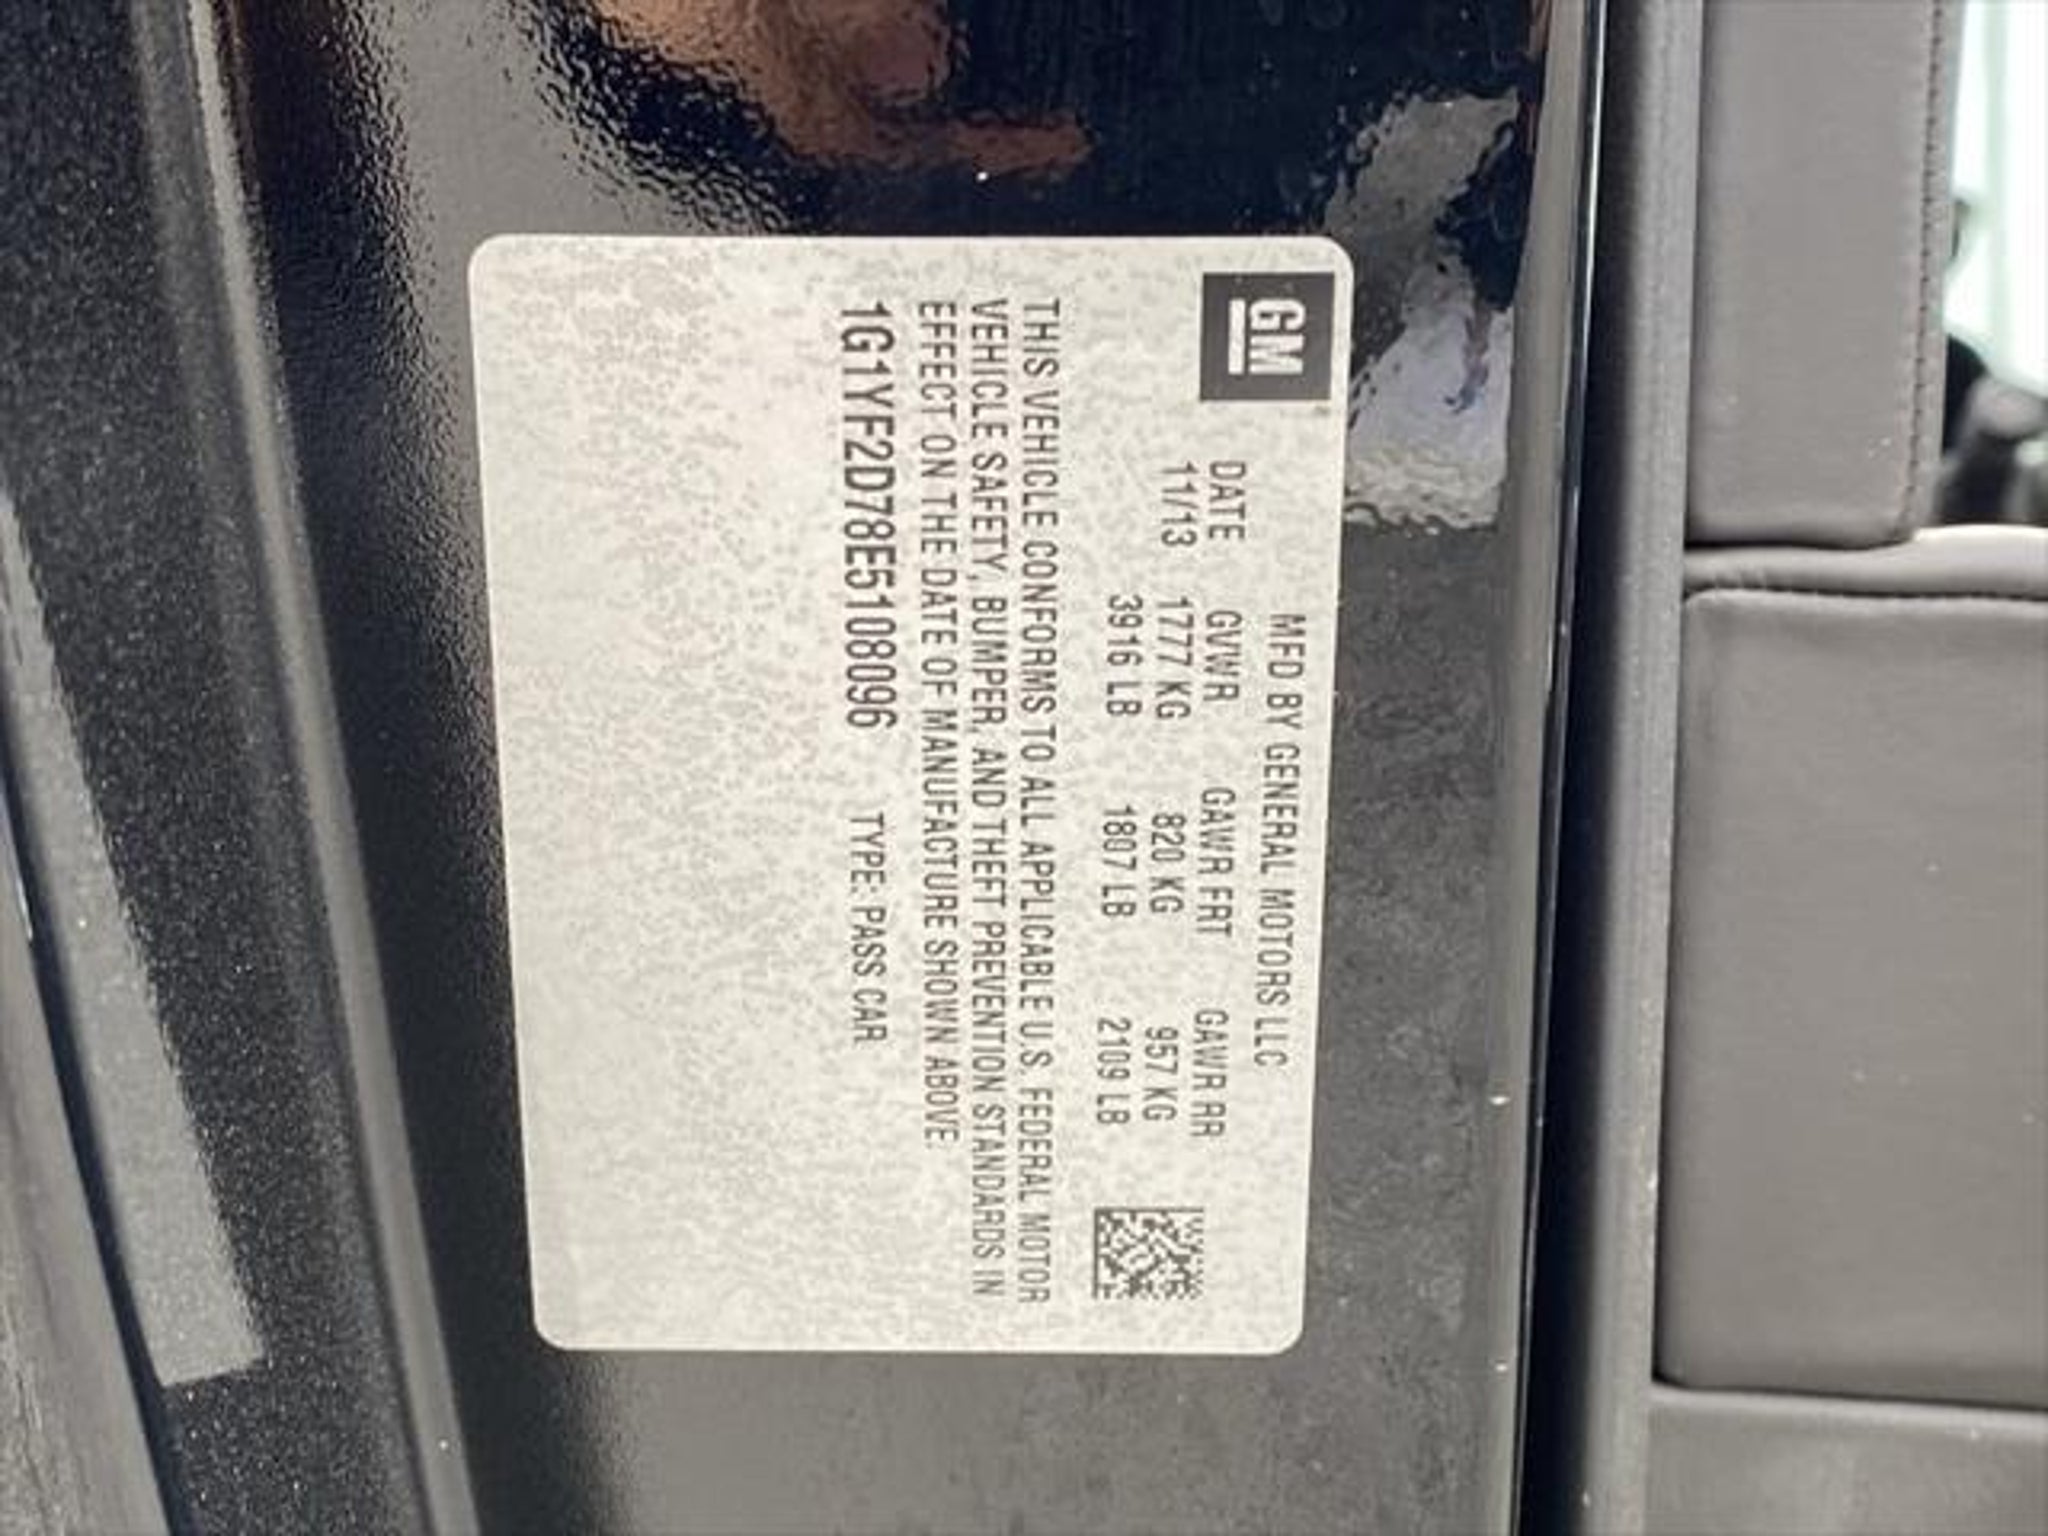 GM
MFD BY GENERAL MOTORS LLC
DATE GVWR GAWR FRT GAWR RR
11/13 1777 KG 820 KG 957 KG
3916 LB 1807 LB 2109 LB
THIS VEHICLE CONFORMS TO ALL APPLICABLE U.S. FEDERAL MOTOR
VEHICLE SAFETY, BUMPER, AND THEFT PREVENTION STANDARDS IN
EFFECT ON THE DATE OF MANUFACTURE SHOWN ABOVE.
1G1YF2D78E5108096 TYPE: PASS CAR